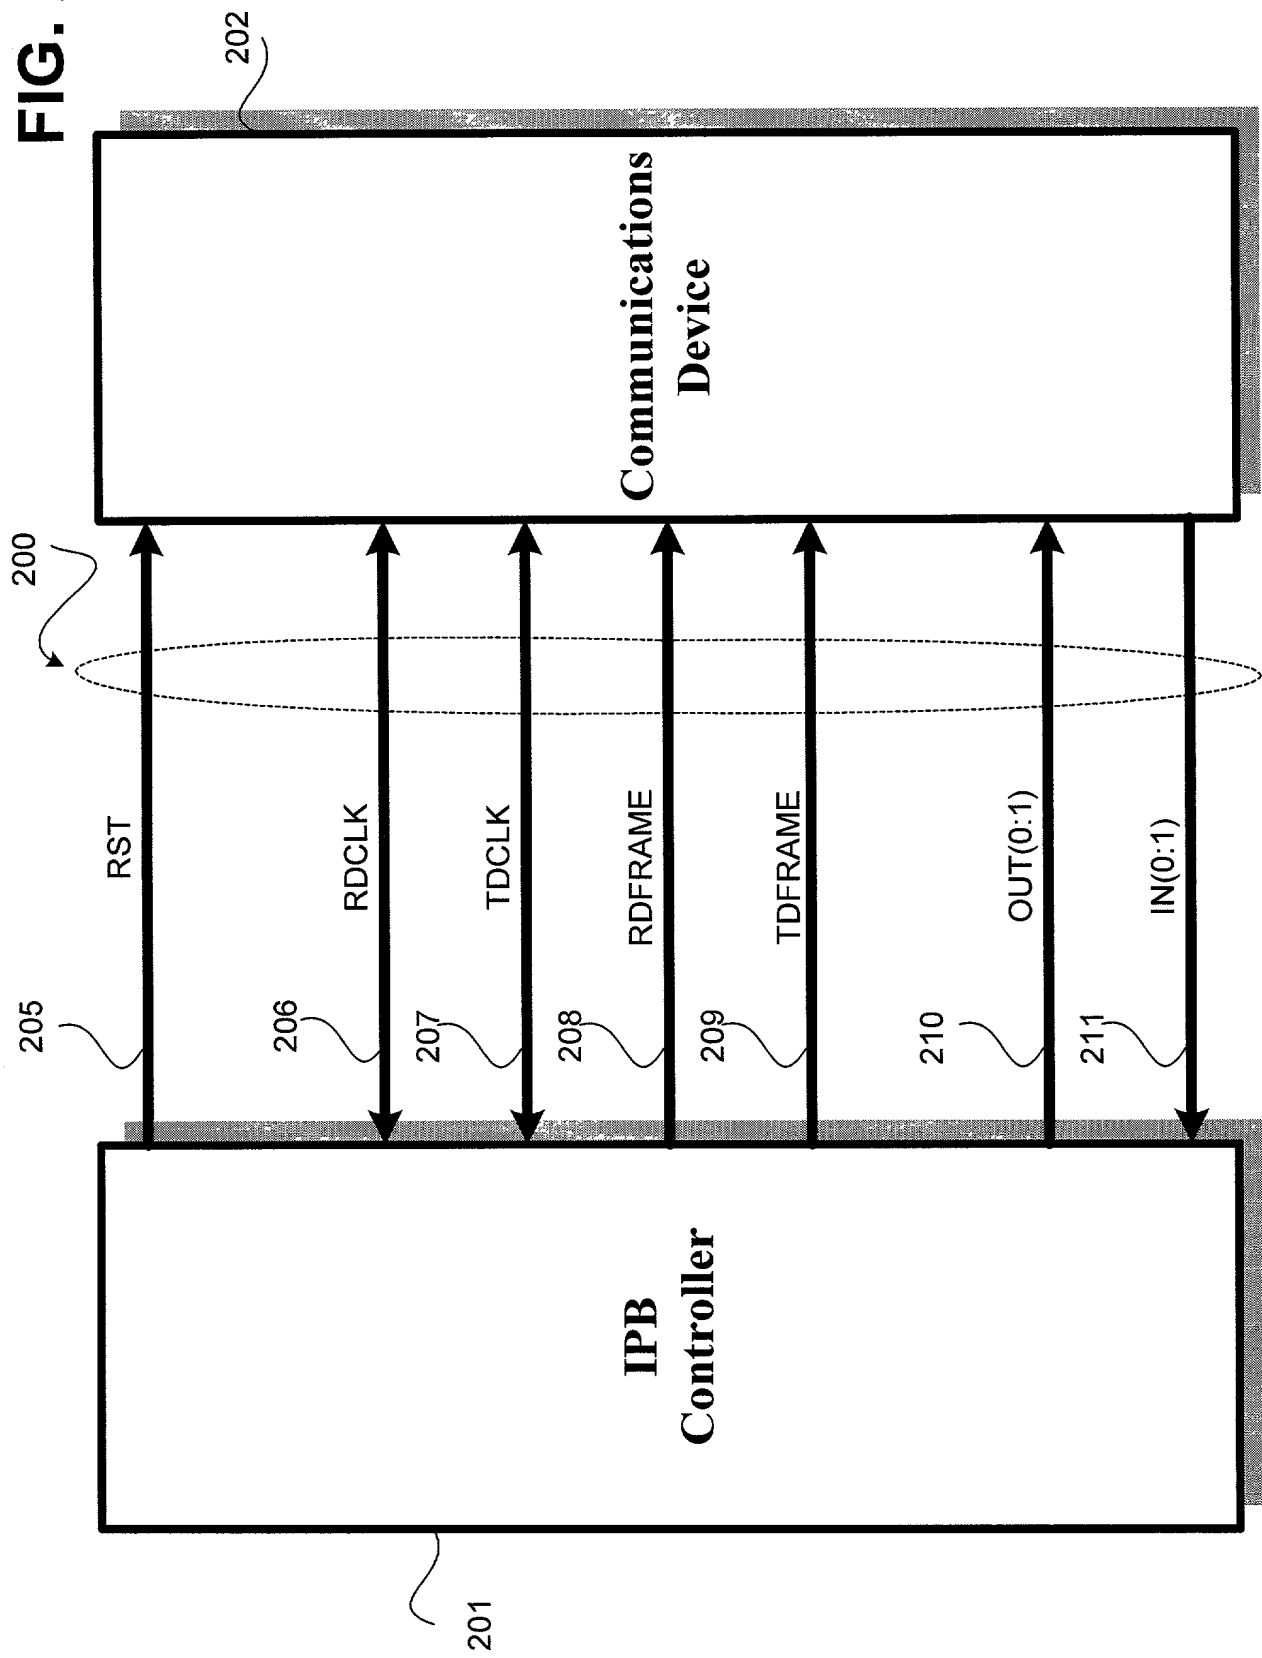 FIG.
202
200
Communications
Device
RST
RDCLK
TDCLK
RDFRAME
TDFRAME
OUT(0:1)
IN(0:1)
205
206
207
208
209
210
211
IPB
Controller
201